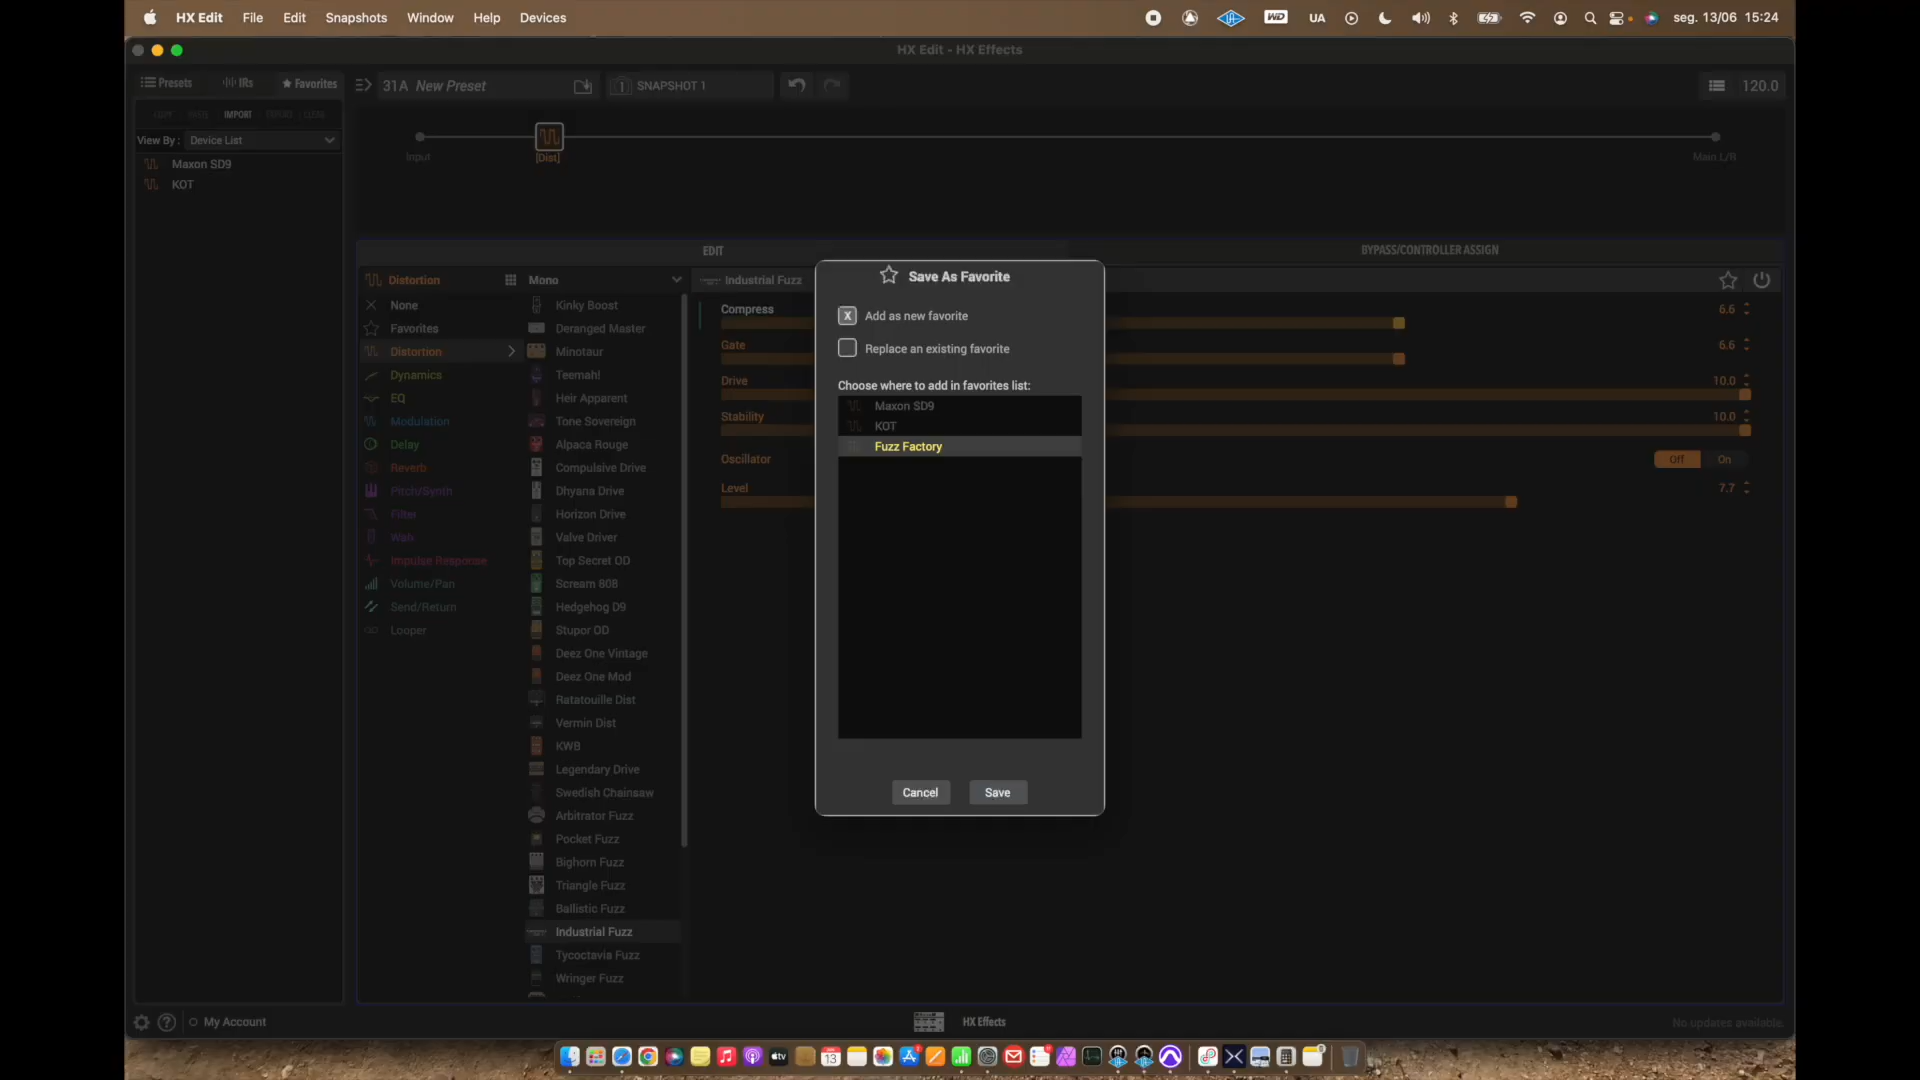 HX Edit File Edit Snapshots Window Help Devices
WD UA seg. 13/06 15:24
HX Edit - HX Effects
Presets IRs Favorites
31A New Preset
1 SNAPSHOT 1
120.0
COPY PASTE IMPORT EXPORT CLEAR
View By : Device List
Maxon SD9
KOT
Input
[Dist]
Main L/R
EDIT
BYPASS/CONTROLLER ASSIGN
Distortion
None
Favorites
Distortion
Dynamics
EQ
Modulation
Delay
Reverb
Pitch/Synth
Filter
Wah
Impulse Response
Volume/Pan
Send/Return
Looper
Mono
Kinky Boost
Deranged Master
Minotaur
Teemah!
Heir Apparent
Tone Sovereign
Alpaca Rouge
Compulsive Drive
Dhyana Drive
Horizon Drive
Valve Driver
Top Secret OD
Scream 808
Hedgehog D9
Stupor OD
Deez One Vintage
Deez One Mod
Ratatouille Dist
Vermin Dist
KWB
Legendary Drive
Swedish Chainsaw
Arbitrator Fuzz
Pocket Fuzz
Bighorn Fuzz
Triangle Fuzz
Ballistic Fuzz
Industrial Fuzz
Tycoctavia Fuzz
Wringer Fuzz
Industrial Fuzz
Compress 6.6
Gate 6.6
Drive 10.0
Stability 10.0
Oscillator Off On
Level 7.7
Save As Favorite
X Add as new favorite
Replace an existing favorite
Choose where to add in favorites list:
Maxon SD9
KOT
Fuzz Factory
Cancel Save
My Account
HX Effects
No updates available.
tv
13